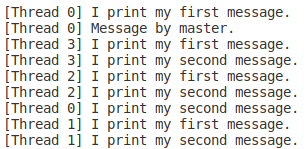 [Thread 0] I print my first message.
[Thread 0] Message by master.
[Thread 3] I print my first message.
[Thread 3] I print my second message.
[Thread 2] I print my first message.
[Thread 2] I print my second message.
[Thread 0] I print my second message.
[Thread 1] I print my first message.
[Thread 1] I print my second message.